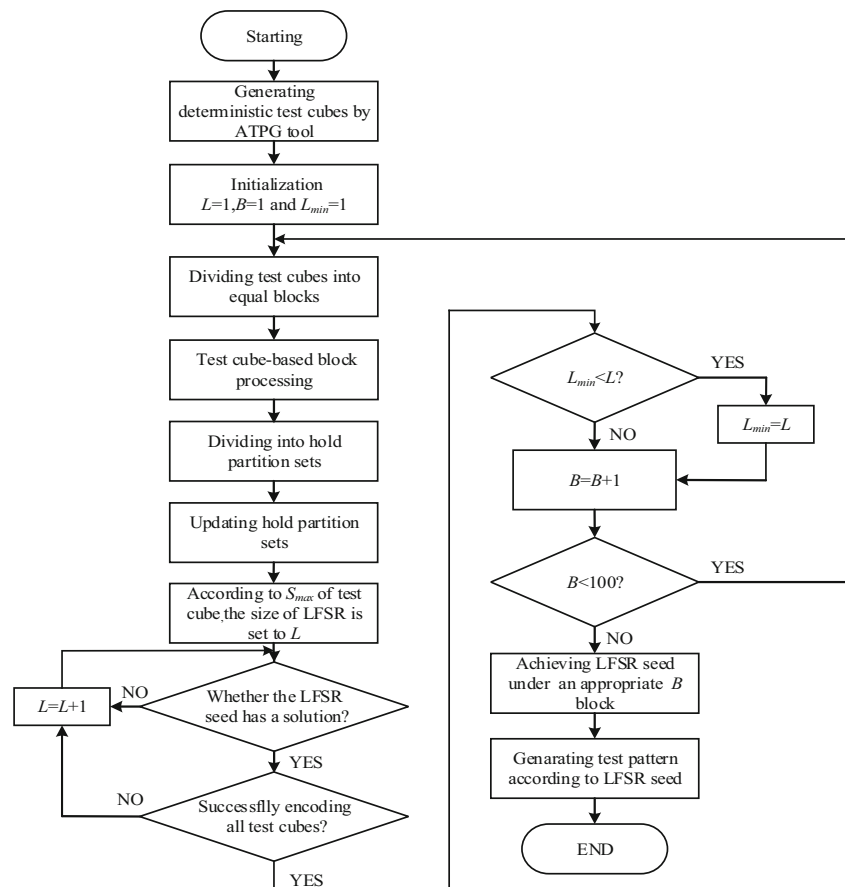 Starting
Generating
deterministic test cubes by
ATPG tool
Initialization
L=1,B=1 and Lmin=1
Dividing test cubes into
equal blocks
Test cube-based block
processing
Dividing into hold
partition sets
Updating hold partition
sets
According to Smax of test
cube,the size of LFSR is
set to L
Whether the LFSR
seed has a solution?
NO
L=L+1
YES
Successflly encoding
all test cubes?
NO
YES
Lmin<L?
YES
Lmin=L
NO
B=B+1
B<100?
YES
NO
Achieving LFSR seed
under an appropriate B
block
Genarating test pattern
according to LFSR seed
END